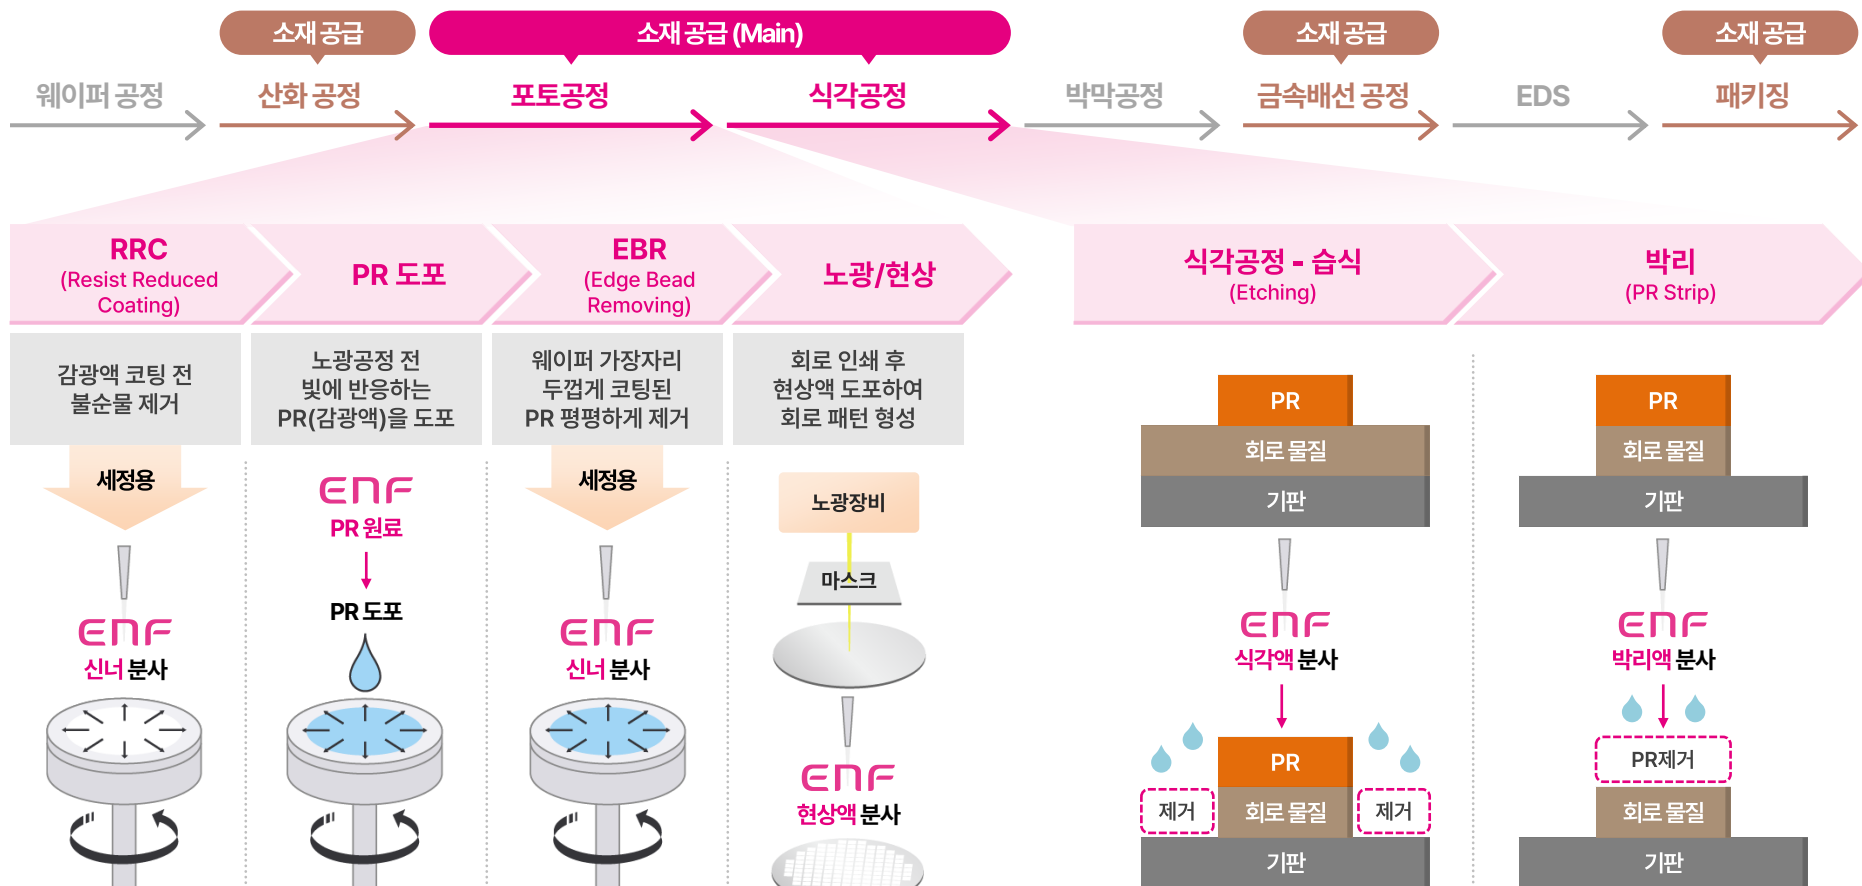 소재 공급
소재 공급 (Main)
소재 공급
소재 공급
웨이퍼 공정
산화 공정
포토공정
식각공정
박막공정
금속배선 공정
EDS
패키징
RRC
(Resist Reduced
Coating)
PR 도포
EBR
(Edge Bead
Removing)
노광/현상
식각공정 - 습식
(Etching)
박리
(PR Strip)
감광액 코팅 전
불순물 제거
노광공정 전
빛에 반응하는
PR(감광액)을 도포
웨이퍼 가장자리
두껍게 코팅된
PR 평평하게 제거
회로 인쇄 후
현상액 도포하여
회로 패턴 형성
세정용
ENF
신너 분사
ENF
PR 원료
PR 도포
세정용
ENF
신너 분사
노광장비
마스크
ENF
현상액 분사
PR
회로 물질
기판
ENF
식각액 분사
PR
제거
회로 물질
제거
기판
PR
회로 물질
기판
ENF
박리액 분사
PR제거
회로 물질
기판